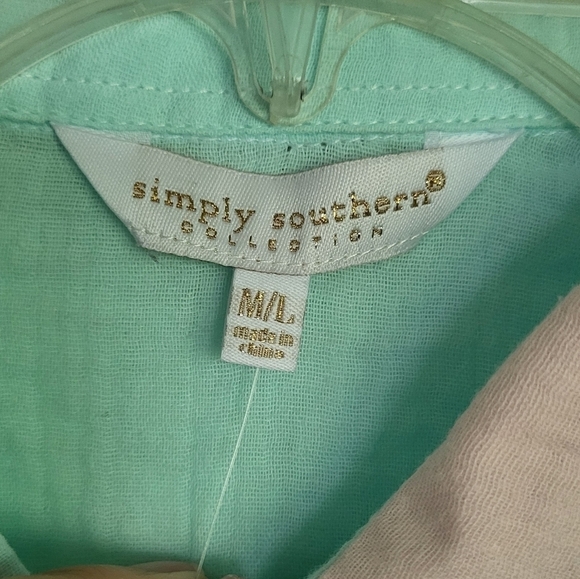 simply southern®
COLLECTION
M/L
made in
china